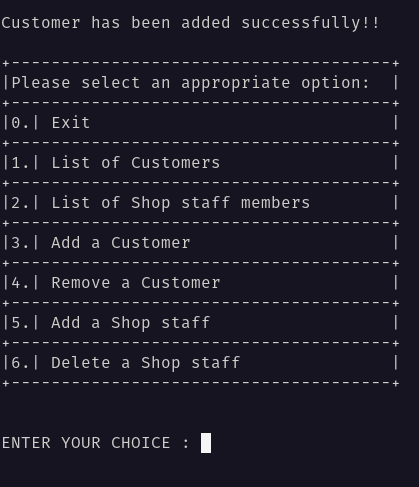 Customer has been added successfully!!
+--------------------------------------+
|Please select an appropriate option:  |
+--------------------------------------+
|0.| Exit                              |
+--------------------------------------+
|1.| List of Customers                 |
+--------------------------------------+
|2.| List of Shop staff members        |
+--------------------------------------+
|3.| Add a Customer                    |
+--------------------------------------+
|4.| Remove a Customer                 |
+--------------------------------------+
|5.| Add a Shop staff                  |
+--------------------------------------+
|6.| Delete a Shop staff               |
+--------------------------------------+
ENTER YOUR CHOICE :